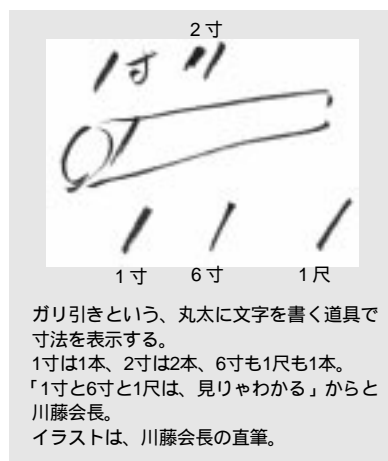 2寸
1寸 11
1寸 6寸 1尺
ガリ引きという、丸太に文字を書く道具で
寸法を表示する。
1寸は1本、2寸は2本、6寸も1尺も1本。
「1寸と6寸と1尺は、見りゃわかる」からと
川藤会長。
イラストは、川藤会長の直筆。